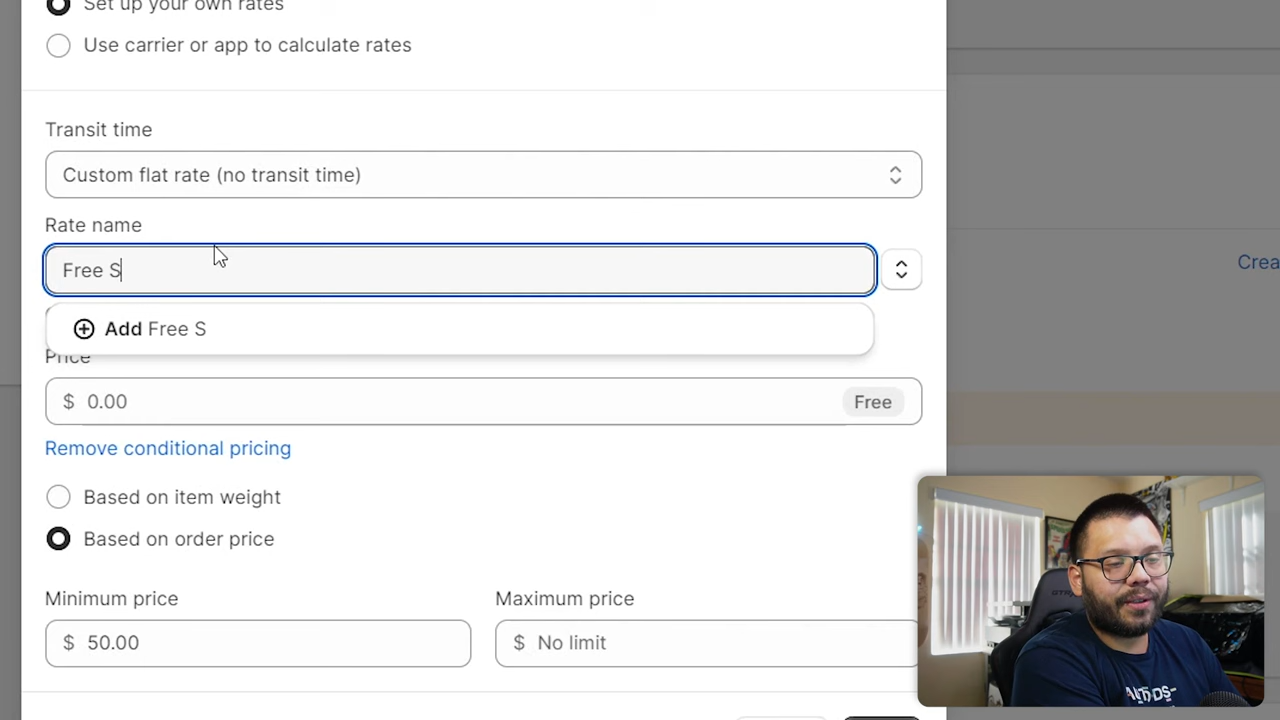 Set up your own rates
Use carrier or app to calculate rates
Transit time
Custom flat rate (no transit time)
Rate name
Free S
Add Free S
Price
$ 0.00 Free
Remove conditional pricing
Based on item weight
Based on order price
Minimum price Maximum price
$ 50.00 $ No limit
Crea